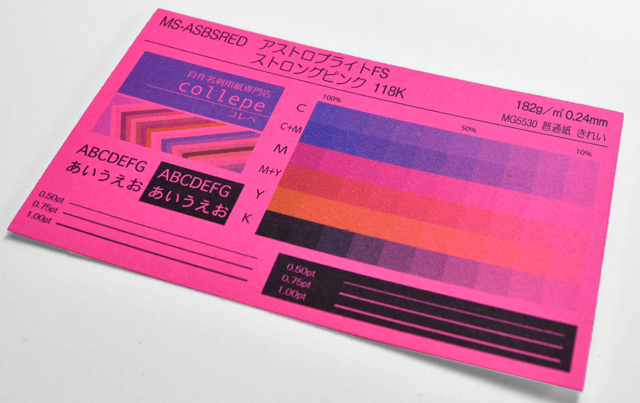 MS-ASBSRED アストロブライトFS
ストロングピンク 118K
182g/㎡ 0.24mm
MG5530 普通紙 きれい
自作名刺用紙専門店
collepe
コレペ
100%
50%
10%
C
C+M
M
M+Y
Y
K
ABCDEFG
あいうえお
ABCDEFG
あいうえお
0.50pt
0.75pt
1.00pt
0.50pt
0.75pt
1.00pt